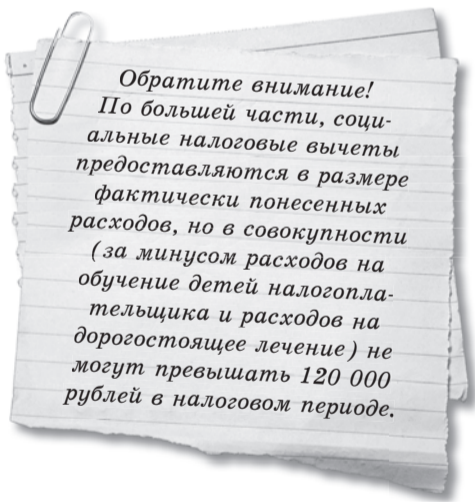 Обратите внимание!
По большей части, соци-
альные налоговые вычеты
предоставляются в размере
фактически понесенных
расходов, но в совокупности
(за минусом расходов на
обучение детей налогопла-
тельщика и расходов на
дорогостоящее лечение) не
могут превышать 120 000
рублей в налоговом периоде.